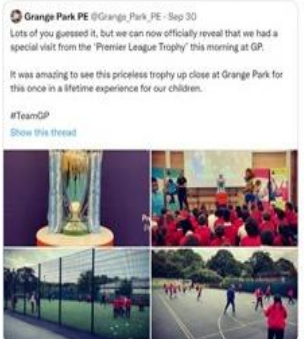 Grange Park PE @Grange_Park_PE · Sep 30
Lots of you guessed it, but we can now officially reveal that we had a
special visit from the 'Premier League Trophy' this morning at GP.
It was amazing to see this priceless trophy up close at Grange Park for
this once in a lifetime experience for our children.
#TeamGP
Show this thread